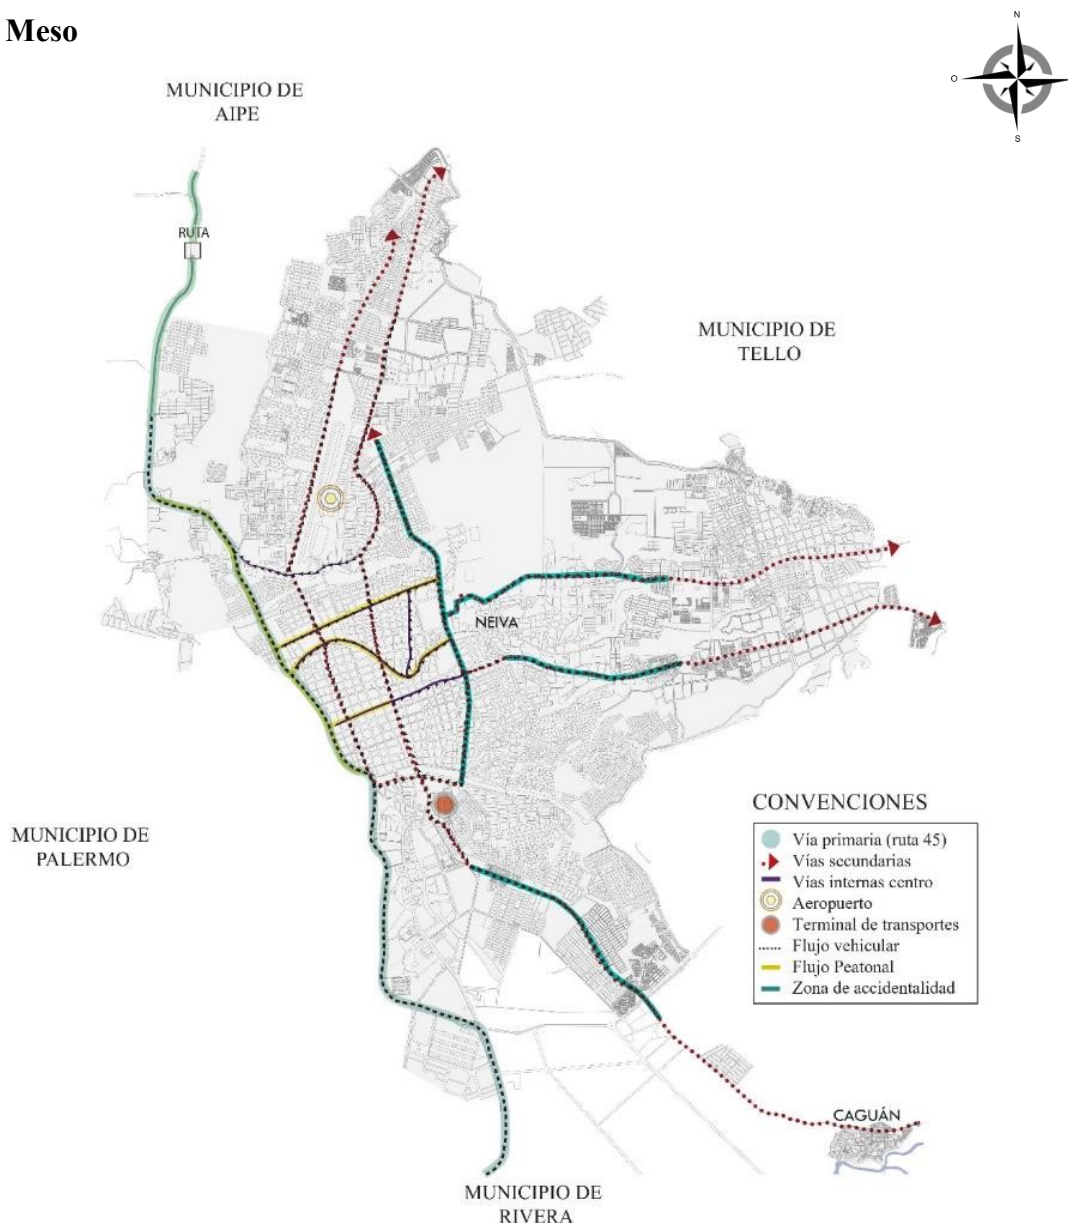 Meso
N
O
S
MUNICIPIO DE
AIPE
RUTA
MUNICIPIO DE
TELLO
NEIVA
MUNICIPIO DE
PALERMO
CONVENCIONES
Vía primaria (ruta 45)
Vías secundarias
Vías internas centro
Aeropuerto
Terminal de transportes
Flujo vehicular
Flujo Peatonal
Zona de accidentalidad
CAGUÁN
MUNICIPIO DE
RIVERA